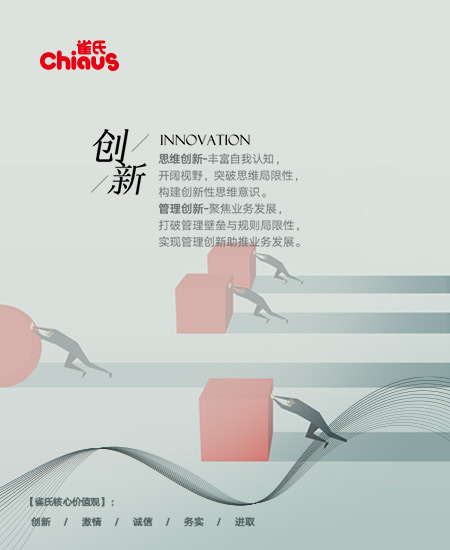 雀氏
Chiaus
创新
INNOVATION
思维创新-丰富自我认知，
开阔视野，突破思维局限性，
构建创新性思维意识。
管理创新-聚焦业务发展，
打破管理壁垒与规则局限性，
实现管理创新助推业务发展。
【雀氏核心价值观】：
创新 / 激情 / 诚信 / 务实 / 进取